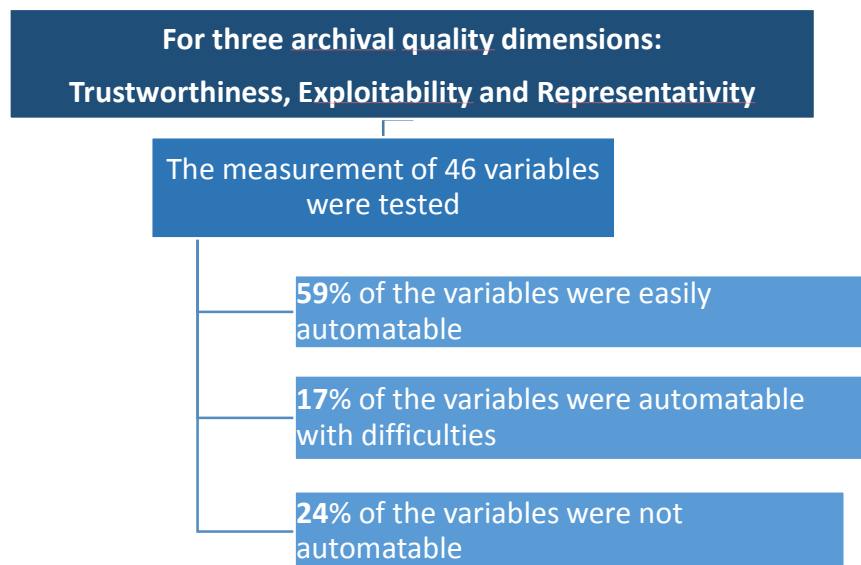 For three archival quality dimensions:
Trustworthiness, Exploitability and Representativity
The measurement of 46 variables
were tested
59% of the variables were easily
automatable
17% of the variables were automatable
with difficulties
24% of the variables were not
automatable